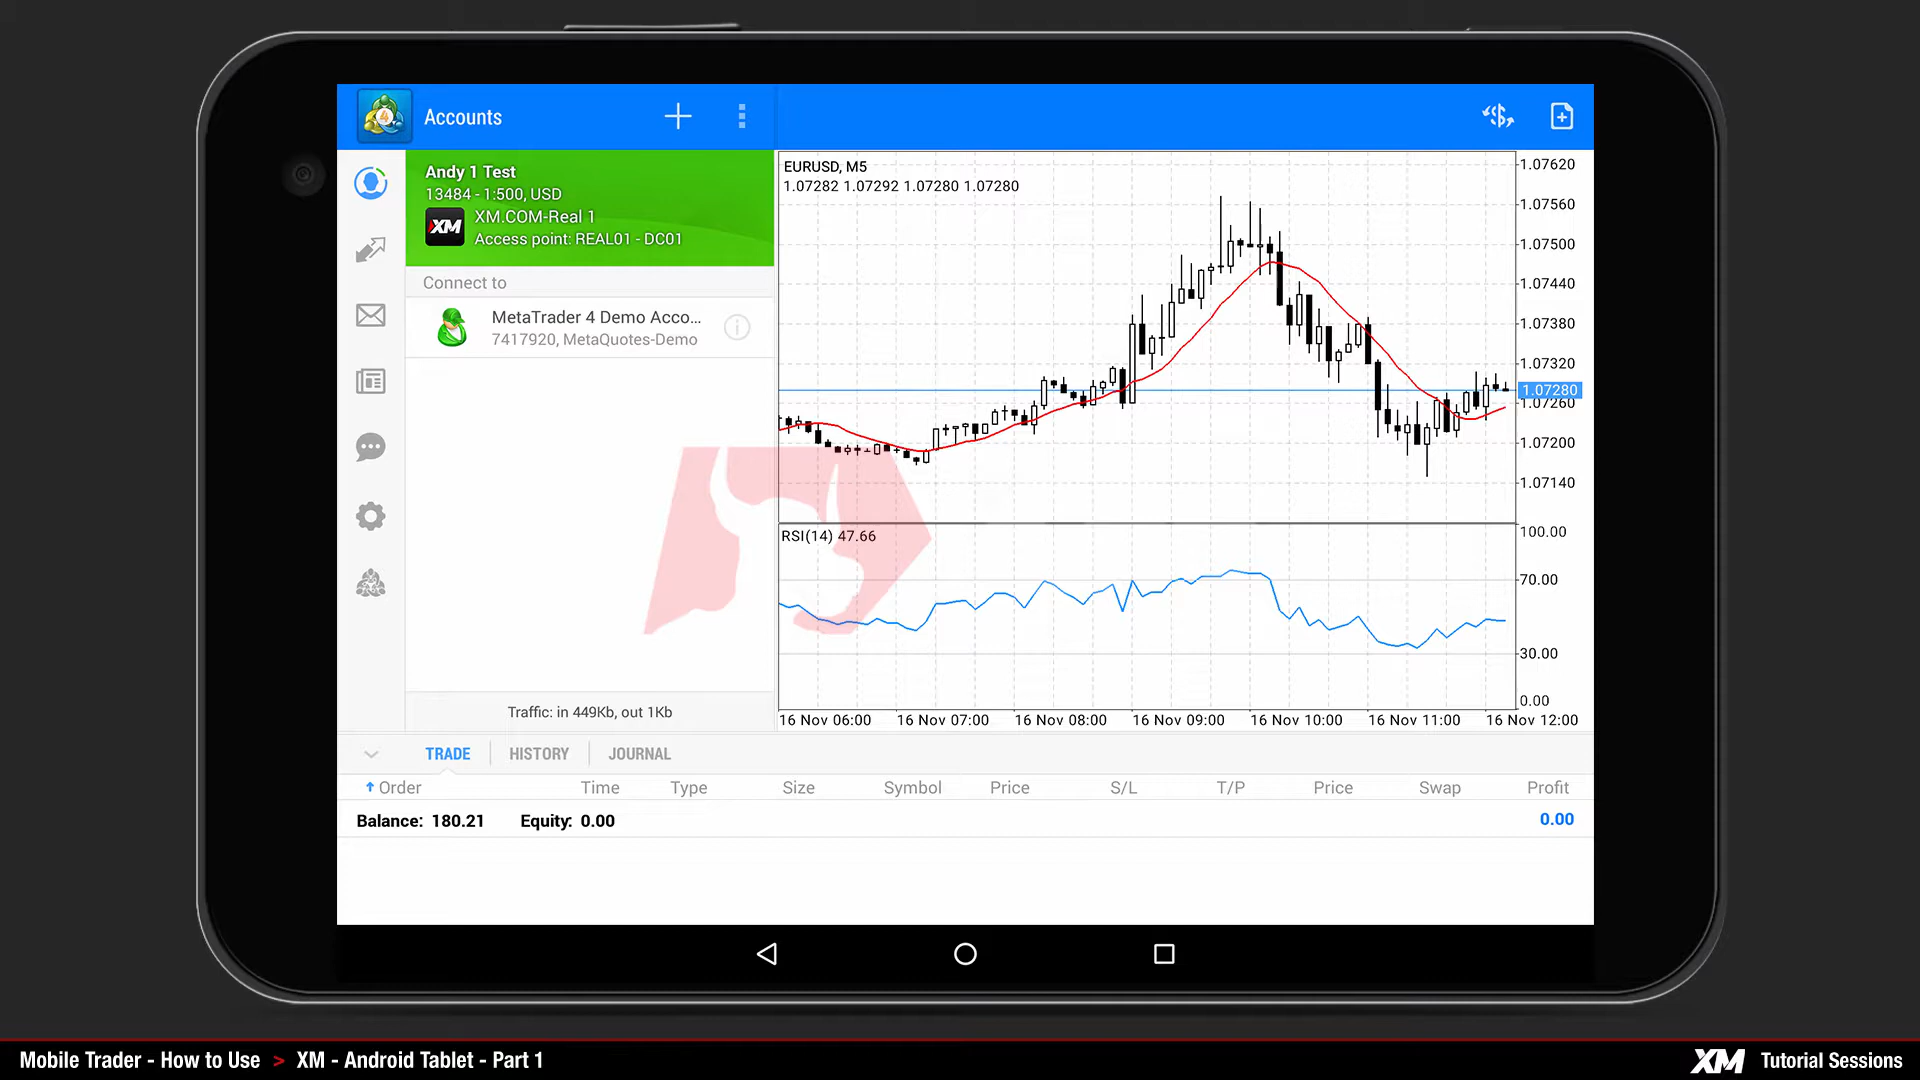 4
Accounts
Andy 1 Test
13484 - 1:500, USD
XM
XM.COM-Real 1
Access point: REAL01 - DC01
Connect to
MetaTrader 4 Demo Acco...
7417920, MetaQuotes-Demo
Traffic: in 449Kb, out 1Kb
EURUSD, M5
1.07282 1.07292 1.07280 1.07280
1.07620
1.07560
1.07500
1.07440
1.07380
1.07320
1.07280
1.07260
1.07200
1.07140
RSI(14) 47.66
100.00
70.00
30.00
0.00
16 Nov 06:00 16 Nov 07:00 16 Nov 08:00 16 Nov 09:00 16 Nov 10:00 16 Nov 11:00 16 Nov 12:00
TRADE HISTORY JOURNAL
Order Time Type Size Symbol Price S/L T/P Price Swap Profit
Balance: 180.21 Equity: 0.00 0.00
Mobile Trader - How to Use > XM - Android Tablet - Part 1
XM Tutorial Sessions